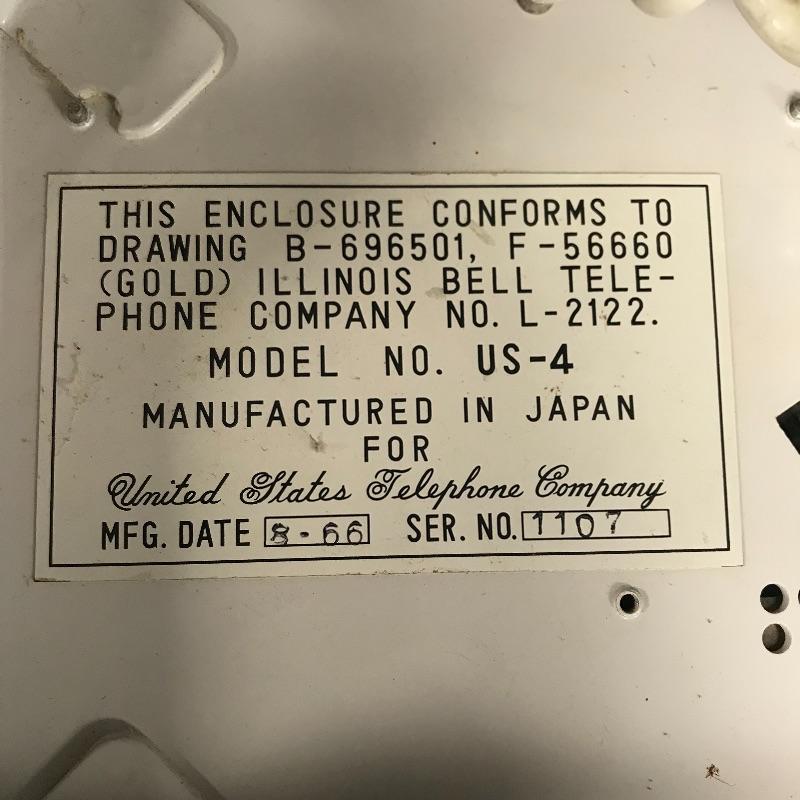 THIS ENCLOSURE CONFORMS TO
DRAWING B-696501, F-56660
(GOLD) ILLINOIS BELL TELE-
PHONE COMPANY NO. L-2122.
MODEL NO. US-4
MANUFACTURED IN JAPAN
FOR
United States Telephone Company
MFG. DATE 8-66 SER. NO. 1107